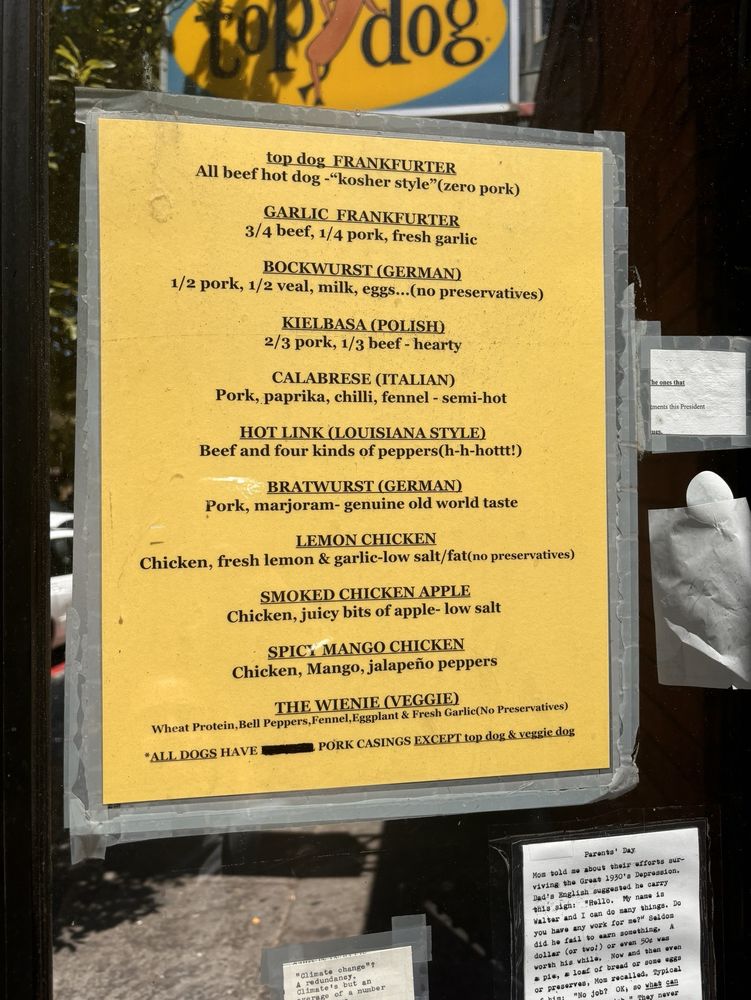 top dog
top dog FRANKFURTER
All beef hot dog -“kosher style”(zero pork)
GARLIC FRANKFURTER
3/4 beef, 1/4 pork, fresh garlic
BOCKWURST (GERMAN)
1/2 pork, 1/2 veal, milk, eggs...(no preservatives)
KIELBASA (POLISH)
2/3 pork, 1/3 beef - hearty
CALABRESE (ITALIAN)
Pork, paprika, chilli, fennel - semi-hot
HOT LINK (LOUISIANA STYLE)
Beef and four kinds of peppers(h-h-hottt!)
BRATWURST (GERMAN)
Pork, marjoram- genuine old world taste
LEMON CHICKEN
Chicken, fresh lemon & garlic-low salt/fat(no preservatives)
SMOKED CHICKEN APPLE
Chicken, juicy bits of apple- low salt
SPICY MANGO CHICKEN
Chicken, Mango, jalapeño peppers
THE WIENIE (VEGGIE)
Wheat Protein,Bell Peppers,Fennel,Eggplant & Fresh Garlic(No Preservatives)
*ALL DOGS HAVE PORK CASINGS EXCEPT top dog & veggie dog
ones that
this President
Parents' Day
Mom told me about their efforts sur-
viving the Great 1930's Depression.
Dad's English suggested he carry
this sign: "Hello. My name is
Walter and I can do many things. Do
you have any work for me?" Seldom
did he fail to earn something. A
dollar (or two!) or even 50¢ was
worth his while. Now and then even
a pie, a loaf of bread or some eggs
or preserves, Mom recalled. Typical
him: "No job? OK, so what can
never
"Climate change"?
A redundancy.
Climate's but an
average of a number